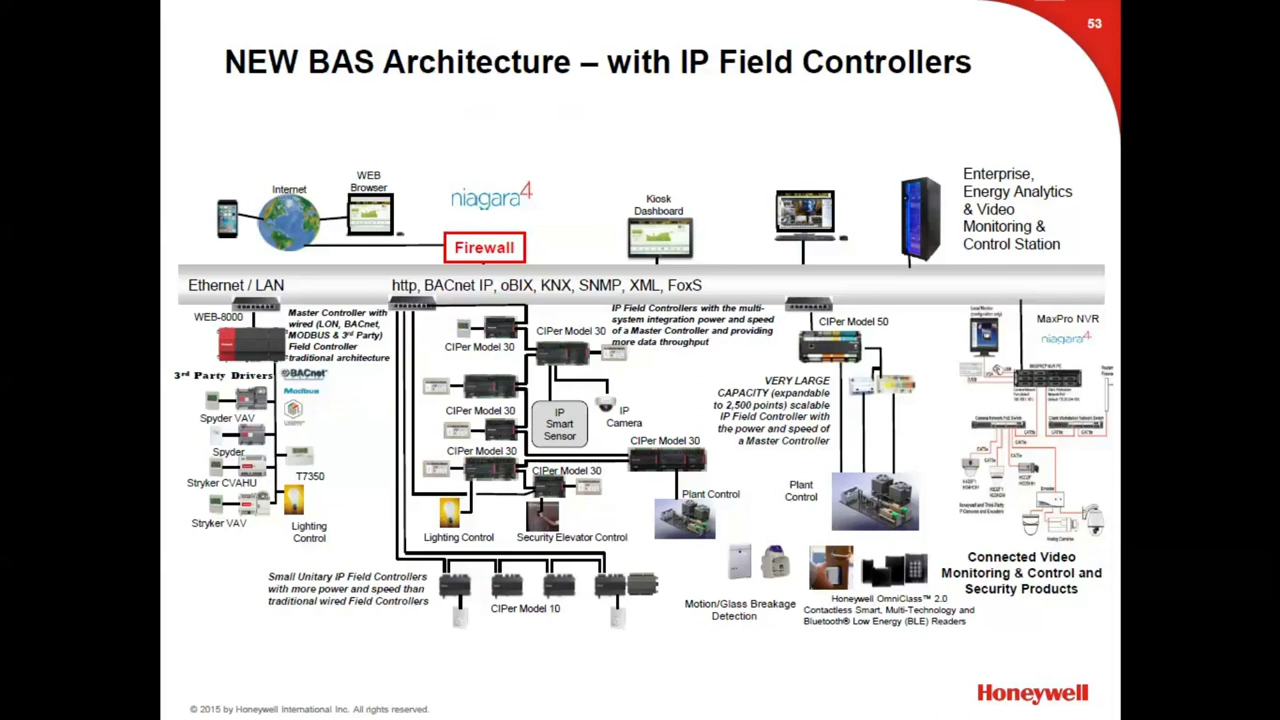 53
NEW BAS Architecture – with IP Field Controllers
Internet
WEB
Browser
niagara4
Firewall
Kiosk
Dashboard
Enterprise,
Energy Analytics
& Video
Monitoring &
Control Station
Ethernet / LAN
http, BACnet IP, oBIX, KNX, SNMP, XML, FoxS
WEB-8000
Master Controller with
wired (LON, BACnet,
MODBUS & 3rd Party)
Field Controller
traditional architecture
3rd Party Drivers
BACnet
Modbus
Spyder VAV
Spyder
Stryker CVAHU
Stryker VAV
T7350
Lighting
Control
CIPer Model 30
CIPer Model 30
CIPer Model 30
CIPer Model 30
CIPer Model 30
CIPer Model 30
CIPer Model 30
IP
Smart
Sensor
IP
Camera
IP Field Controllers with the multi-
system integration power and speed
of a Master Controller and providing
more data throughput
Plant Control
Lighting Control
Security Elevator Control
Small Unitary IP Field Controllers
with more power and speed than
traditional wired Field Controllers
CIPer Model 10
CIPer Model 50
VERY LARGE
CAPACITY (expandable
to 2,500 points) scalable
IP Field Controller with
the power and speed of
a Master Controller
Plant
Control
Motion/Glass Breakage
Detection
Honeywell OmniClass™ 2.0
Contactless Smart, Multi-Technology and
Bluetooth® Low Energy (BLE) Readers
MaxPro NVR
niagara4
Connected Video
Monitoring & Control and
Security Products
Honeywell
© 2015 by Honeywell International Inc. All rights reserved.